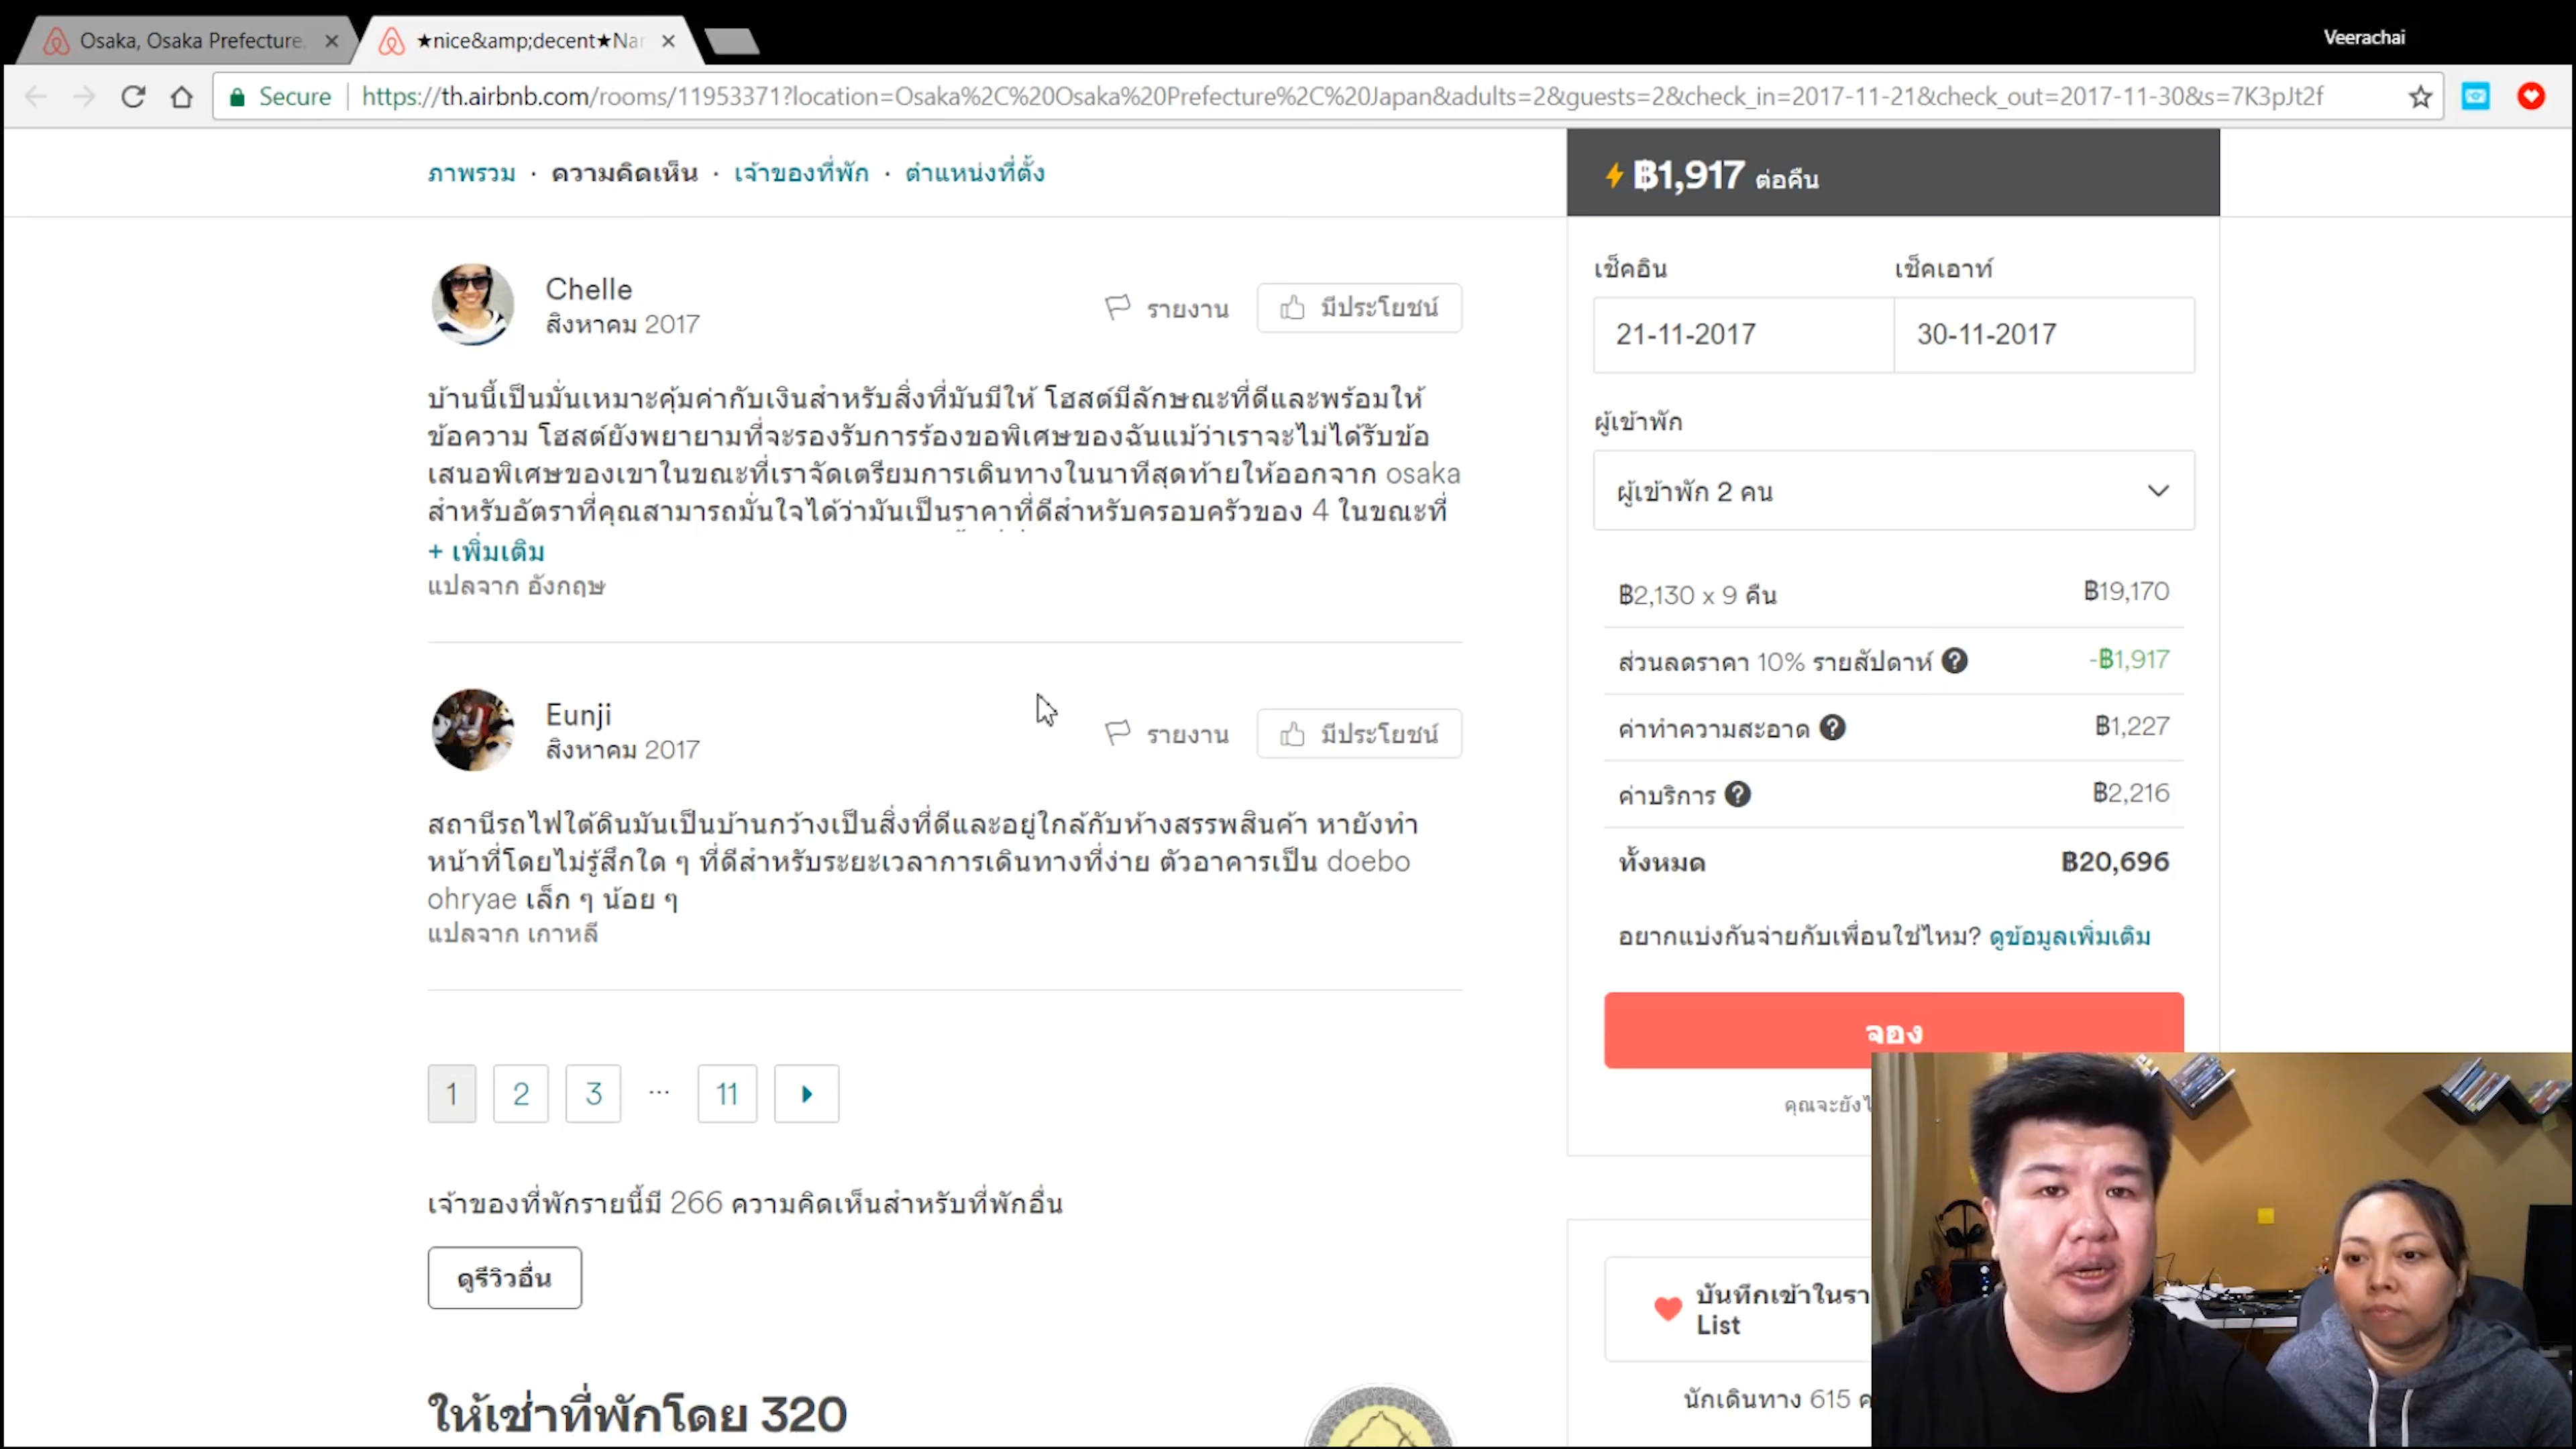 Osaka, Osaka Prefecture,
★nice&amp;decent★Nar
Veerachai
Secure
https://th.airbnb.com/rooms/11953371?location=Osaka%2C%20Osaka%20Prefecture%2C%20Japan&adults=2&guests=2&check_in=2017-11-21&check_out=2017-11-30&s=7K3pJt2f
ภาพรวม · ความคิดเห็น · เจ้าของที่พัก · ตำแหน่งที่ตั้ง
Chelle
สิงหาคม 2017
รายงาน
มีประโยชน์
บ้านนี้เป็นมั่นเหมาะคุ้มค่ากับเงินสำหรับสิ่งที่มันมีให้ โฮสต์มีลักษณะที่ดีและพร้อมให้
ข้อความ โฮสต์ยังพยายามที่จะรองรับการร้องขอพิเศษของฉันแม้ว่าเราจะไม่ได้รับข้อ
เสนอพิเศษของเขาในขณะที่เราจัดเตรียมการเดินทางในนาทีสุดท้ายให้ออกจาก osaka
สำหรับอัตราที่คุณสามารถมั่นใจได้ว่ามันเป็นราคาที่ดีสำหรับครอบครัวของ 4 ในขณะที่
+ เพิ่มเติม
แปลจาก อังกฤษ
Eunji
สิงหาคม 2017
รายงาน
มีประโยชน์
สถานีรถไฟใต้ดินมันเป็นบ้านกว้างเป็นสิ่งที่ดีและอยู่ใกล้กับห้างสรรพสินค้า หายังทำ
หน้าที่โดยไม่รู้สึกใด ๆ ที่ดีสำหรับระยะเวลาการเดินทางที่ง่าย ตัวอาคารเป็น doebo
ohryae เล็ก ๆ น้อย ๆ
แปลจาก เกาหลี
1 2 3 ... 11
เจ้าของที่พักรายนี้มี 266 ความคิดเห็นสำหรับที่พักอื่น
ดูรีวิวอื่น
ให้เช่าที่พักโดย 320
฿1,917 ต่อคืน
เช็คอิน
เช็คเอาท์
21-11-2017
30-11-2017
ผู้เข้าพัก
ผู้เข้าพัก 2 คน
฿2,130 x 9 คืน
฿19,170
ส่วนลดราคา 10% รายสัปดาห์
-฿1,917
ค่าทำความสะอาด
฿1,227
ค่าบริการ
฿2,216
ทั้งหมด
฿20,696
อยากแบ่งกันจ่ายกับเพื่อนใช่ไหม? ดูข้อมูลเพิ่มเติม
จอง
คุณจะยังไ
บันทึกเข้าในรา
List
นักเดินทาง 615 ค